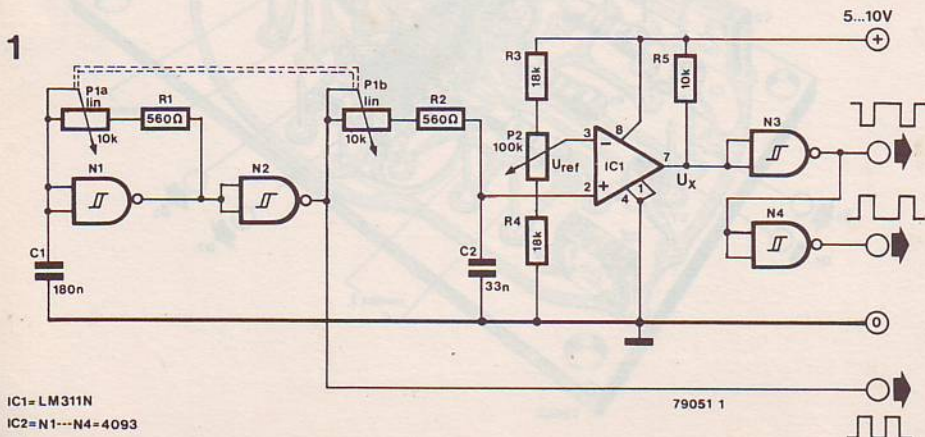 1
5...10V
+
P1a
lin
10k
R1
560Ω
P1b
lin
10k
R2
560Ω
R3
18k
P2
100k
Uref
R4
18k
R5
10k
3
−
8
IC1
7
2
+
4
1
UX
N1
N2
N3
N4
C1
180n
C2
33n
0
79051 1
IC1= LM311N
IC2= N1---N4= 4093